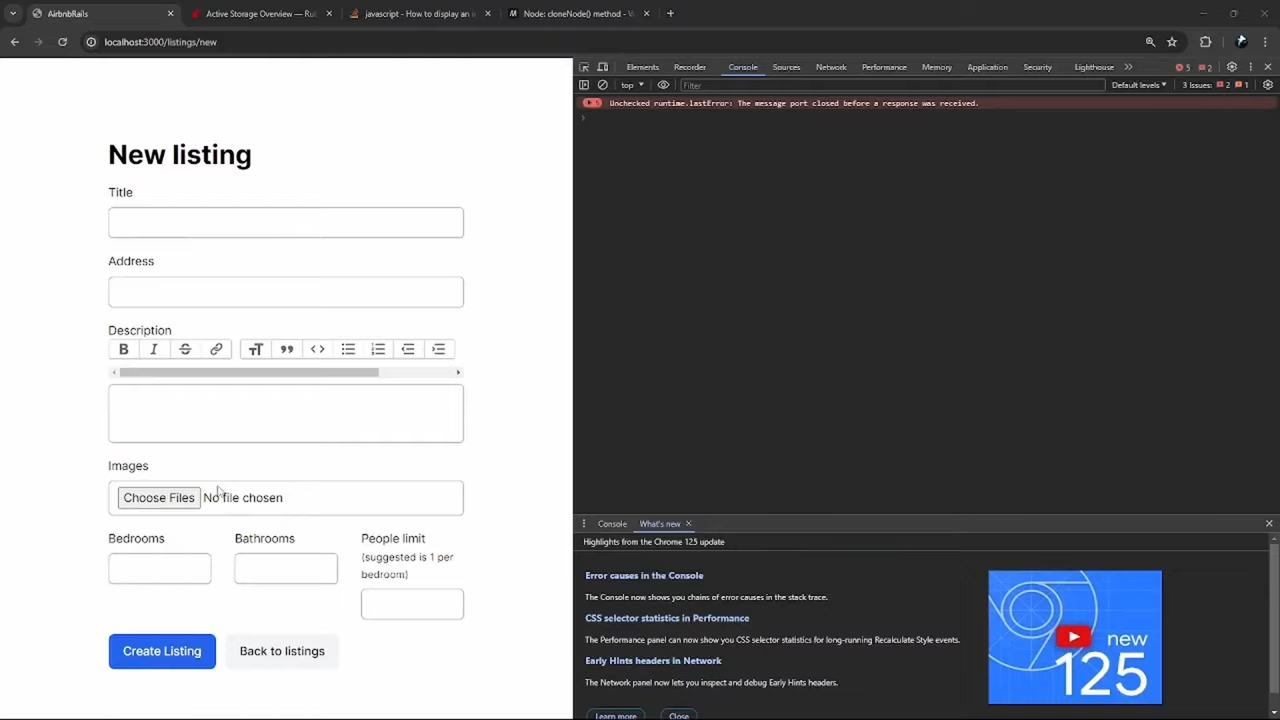 AirbnbRails
Active Storage Overview — Rul
javascript - How to display an i
Node: cloneNode() method - W
localhost:3000/listings/new
Elements Recorder Console Sources Network Performance Memory Application Security Lighthouse 5 2
top Filter Default levels 3 Issues: 2 1
Unchecked runtime.lastError: The message port closed before a response was received.
New listing
Title
Address
Description
Images
Choose Files No file chosen
Bedrooms
Bathrooms
People limit
(suggested is 1 per
bedroom)
Create Listing
Back to listings
Console What's new
Highlights from the Chrome 125 update
Error causes in the Console
The Console now shows you chains of error causes in the stack trace.
CSS selector statistics in Performance
The Performance panel can now show you CSS selector statistics for long-running Recalculate Style events.
Early Hints headers in Network
The Network panel now lets you inspect and debug Early Hints headers.
Learn more
Close
new
125